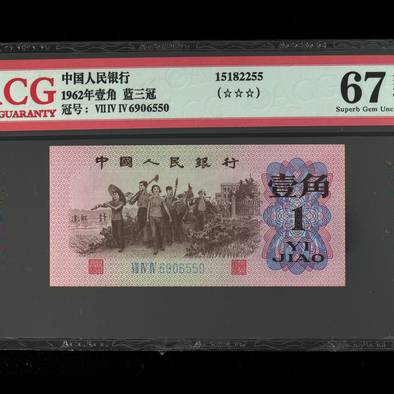 ACG
GUARANTY
中国人民银行
1962年壹角 蓝三冠
冠号： VII IV IV 6906550
15182255
(☆☆☆)
67
Superb Gem Unc
中國人民銀行
壹角
1
YI
JIAO
VII IV IV 6906550